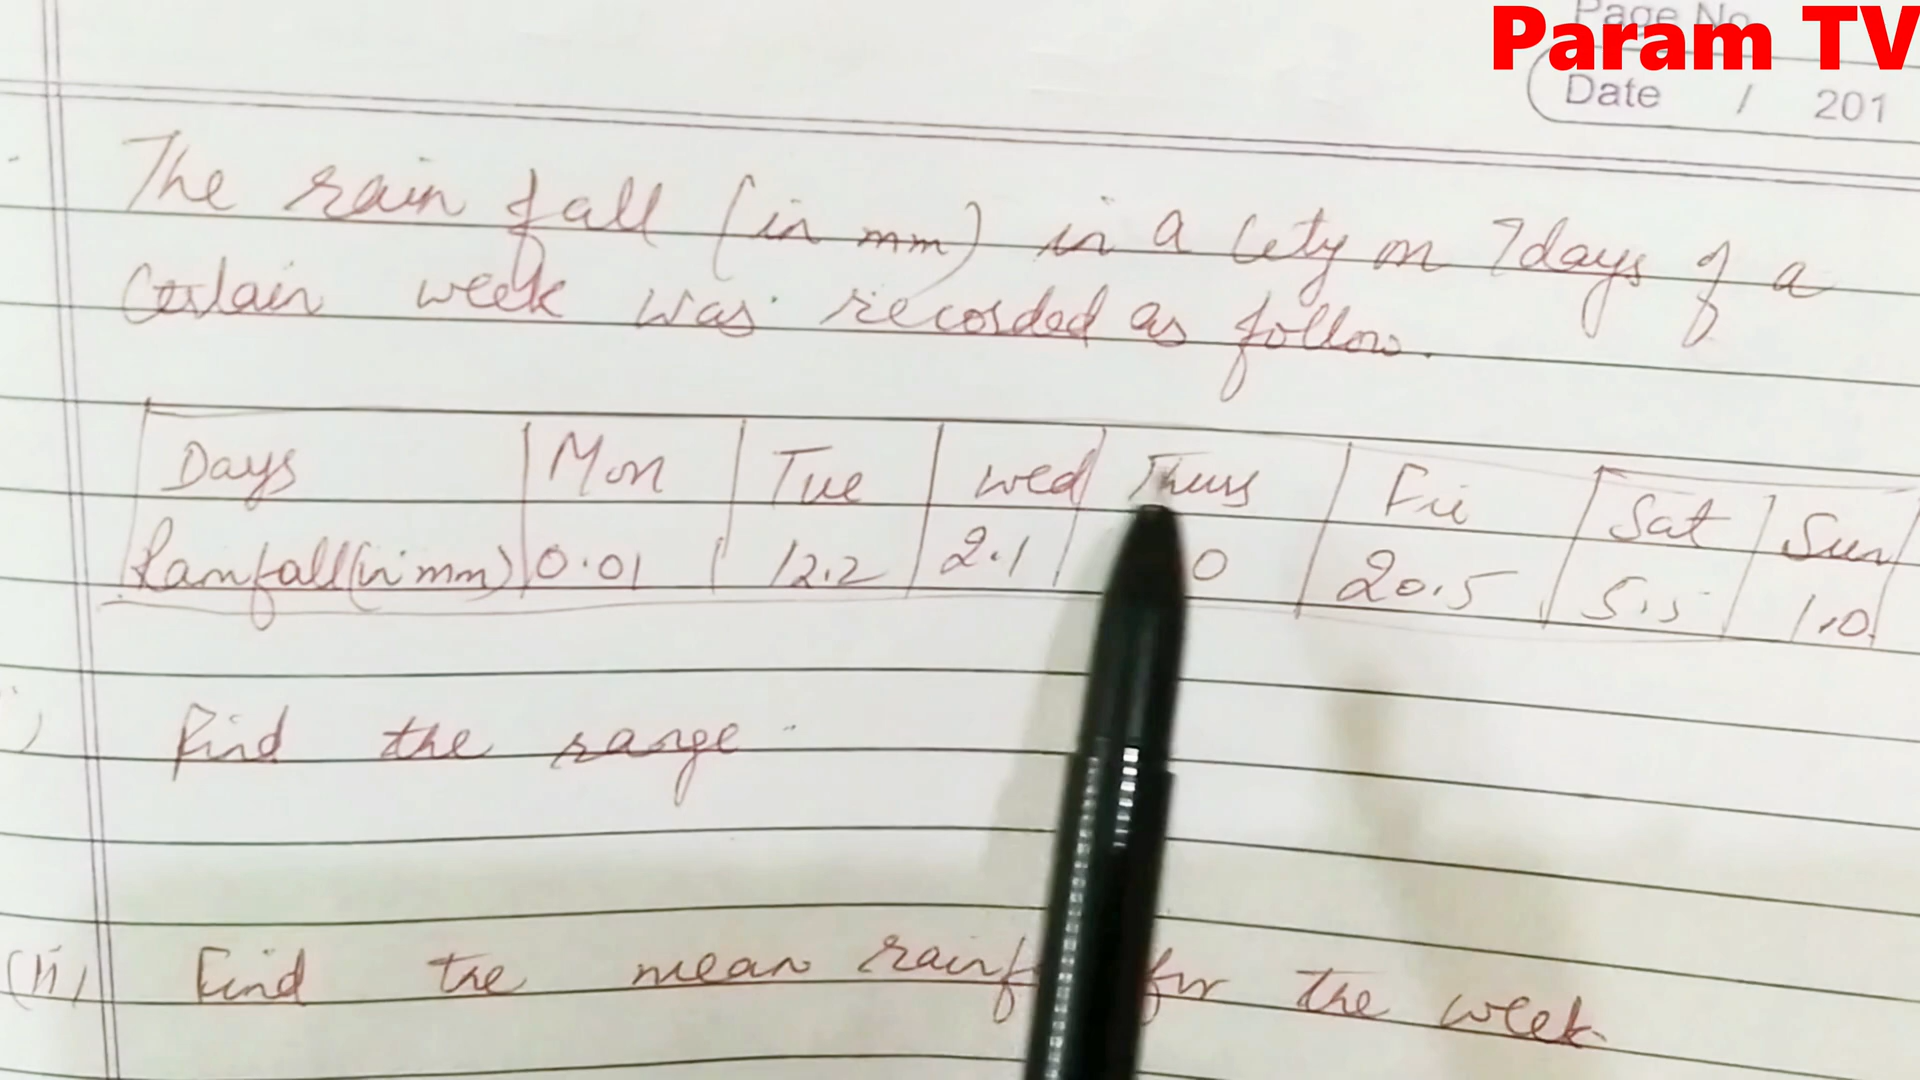 Page No.
Param TV
Date / 201
The rain fall (in mm) in a City on 7days of a
Certain week was recorded as follow.
Days Mon Tue wed Thurs Fri Sat Sun
Rainfall(in mm) 0.01 12.2 2.1 0 20.5 5.5 1.0
) Find the range
(ii) Find the mean rainf for the week